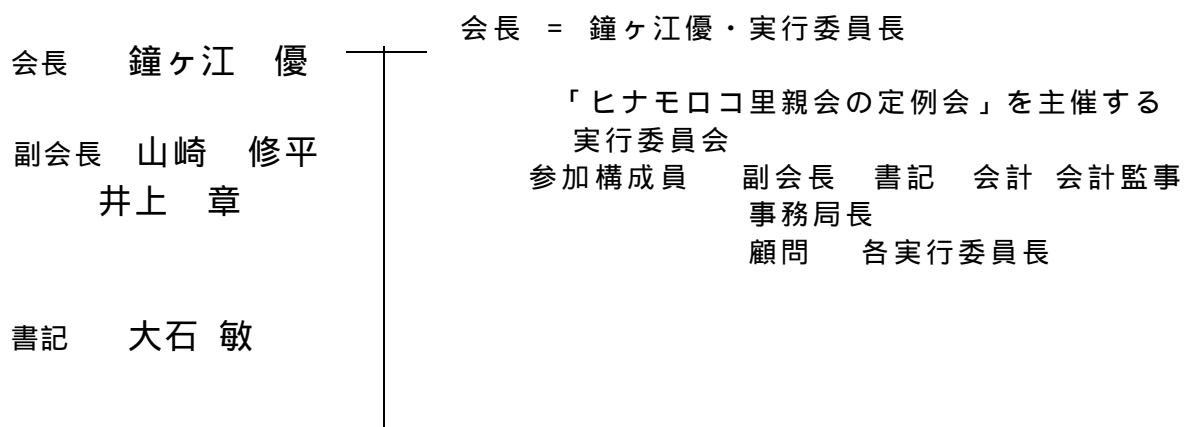 会長 = 鐘ヶ江優・実行委員長
会長 鐘ヶ江 優
「ヒナモロコ里親会の定例会」を主催する
実行委員会
副会長 山崎 修平
参加構成員 副会長 書記 会計 会計監事
井上 章
事務局長
顧問 各実行委員長
書記 大石 敏